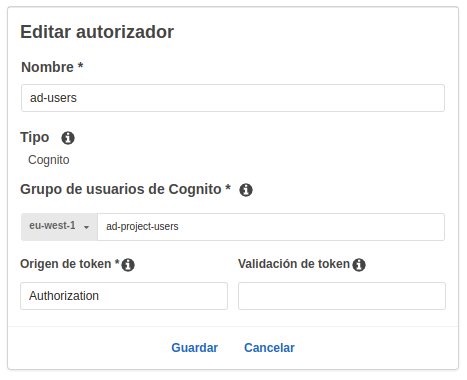 Editar autorizador
Nombre *
ad-users
Tipo
Cognito
Grupo de usuarios de Cognito *
eu-west-1 ad-project-users
Origen de token * Validación de token
Authorization
Guardar Cancelar